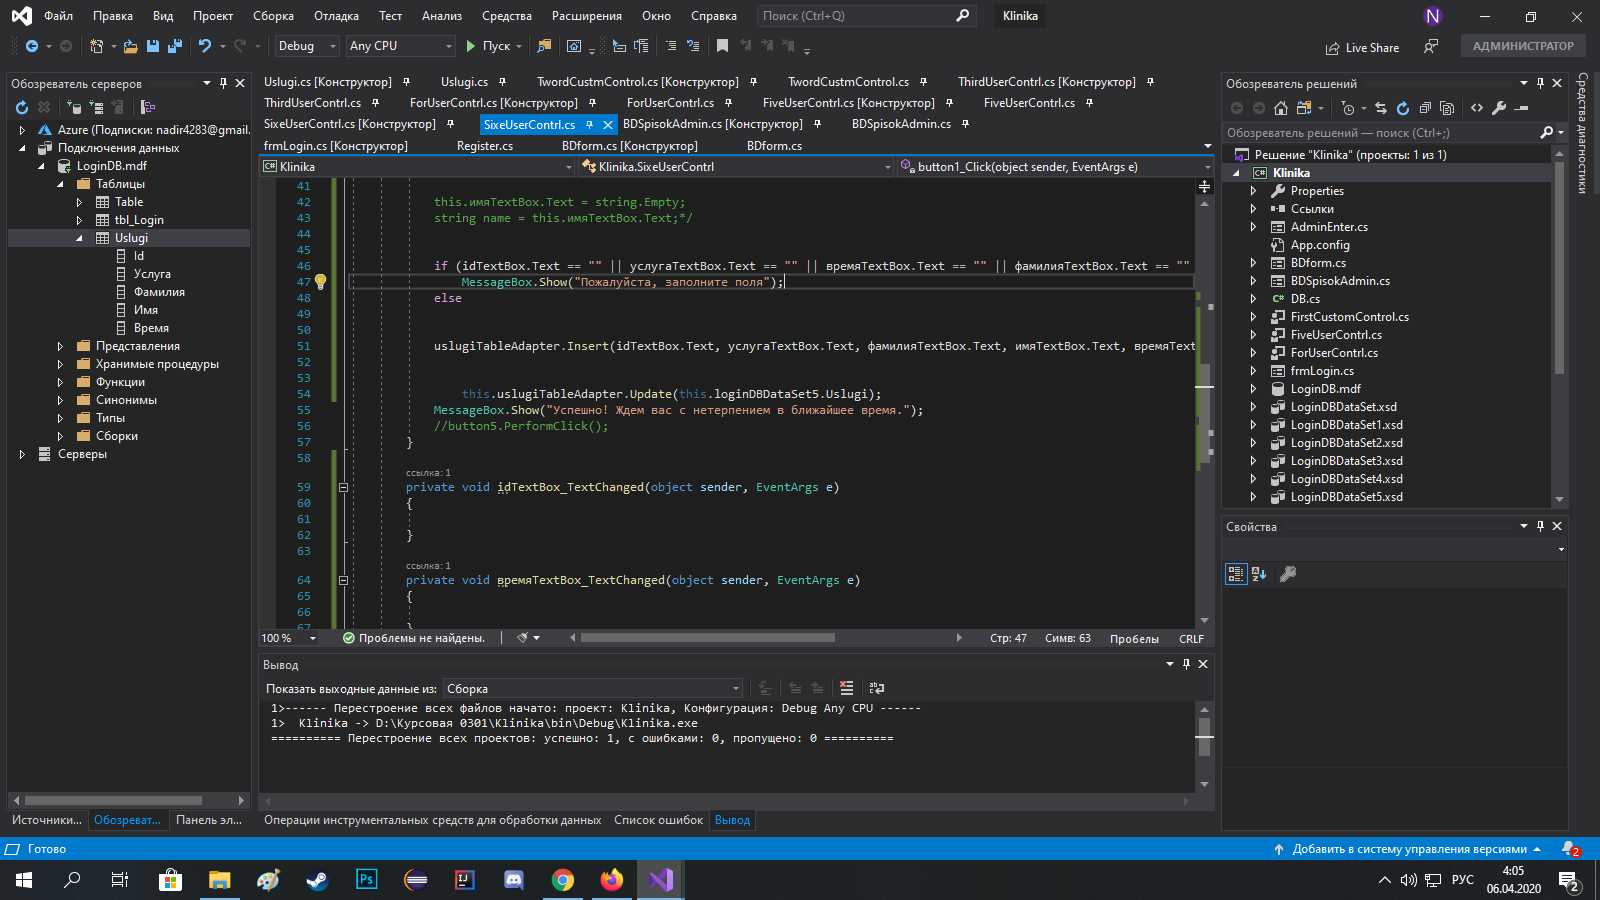 Файл Правка Вид Проект Сборка Отладка Тест Анализ Средства Расширения Окно Справка Поиск (Ctrl+Q) Klinika N
Debug Any CPU Пуск Live Share АДМИНИСТРАТОР
Обозреватель серверов
Azure (Подписки: nadir4283@gmail.
Подключения данных
LoginDB.mdf
Таблицы
Table
tbl_Login
Uslugi
Id
Услуга
Фамилия
Имя
Время
Представления
Хранимые процедуры
Функции
Синонимы
Типы
Сборки
Серверы
Источники... Обозреват... Панель эл...
Uslugi.cs [Конструктор] Uslugi.cs TwordCustmControl.cs [Конструктор] TwordCustmControl.cs ThirdUserContrl.cs [Конструктор]
ThirdUserContrl.cs ForUserContrl.cs [Конструктор] ForUserContrl.cs FiveUserContrl.cs [Конструктор] FiveUserContrl.cs
SixeUserContrl.cs [Конструктор] SixeUserContrl.cs BDSpisokAdmin.cs [Конструктор] BDSpisokAdmin.cs
frmLogin.cs [Конструктор] Register.cs BDform.cs [Конструктор] BDform.cs
Klinika Klinika.SixeUserContrl button1_Click(object sender, EventArgs e)
41
42 this.имяTextBox.Text = string.Empty;
43 string name = this.имяTextBox.Text;*/
44
45
46 if (idTextBox.Text == "" || услугаTextBox.Text == "" || времяTextBox.Text == "" || фамилияTextBox.Text == ""
47 MessageBox.Show("Пожалуйста, заполните поля");
48 else
49
50
51 uslugiTableAdapter.Insert(idTextBox.Text, услугаTextBox.Text, фамилияTextBox.Text, имяTextBox.Text, времяText
52
53
54 this.uslugiTableAdapter.Update(this.loginDBDataSet5.Uslugi);
55 MessageBox.Show("Успешно! Ждем вас с нетерпением в ближайшее время.");
56 //button5.PerformClick();
57 }
58
ссылка: 1
59 private void idTextBox_TextChanged(object sender, EventArgs e)
60 {
61
62 }
63
ссылка: 1
64 private void времяTextBox_TextChanged(object sender, EventArgs e)
65 {
66
67 }
100 % Проблемы не найдены. Стр: 47 Симв: 63 Пробелы CRLF
Вывод
Показать выходные данные из: Сборка
1>------ Перестроение всех файлов начато: проект: Klinika, Конфигурация: Debug Any CPU ------
1> Klinika -> D:\Курсовая 0301\Klinika\bin\Debug\Klinika.exe
========== Перестроение всех проектов: успешно: 1, с ошибками: 0, пропущено: 0 ==========
Операции инструментальных средств для обработки данных Список ошибок Вывод
Обозреватель решений
Обозреватель решений — поиск (Ctrl+;)
Решение "Klinika" (проекты: 1 из 1)
Klinika
Properties
Ссылки
AdminEnter.cs
App.config
BDform.cs
BDSpisokAdmin.cs
DB.cs
FirstCustomControl.cs
FiveUserContrl.cs
ForUserContrl.cs
frmLogin.cs
LoginDB.mdf
LoginDBDataSet.xsd
LoginDBDataSet1.xsd
LoginDBDataSet2.xsd
LoginDBDataSet3.xsd
LoginDBDataSet4.xsd
LoginDBDataSet5.xsd
Свойства
Средства диагностики
Готово Добавить в систему управления версиями 2
Ps IJ РУС 4:05
06.04.2020 2